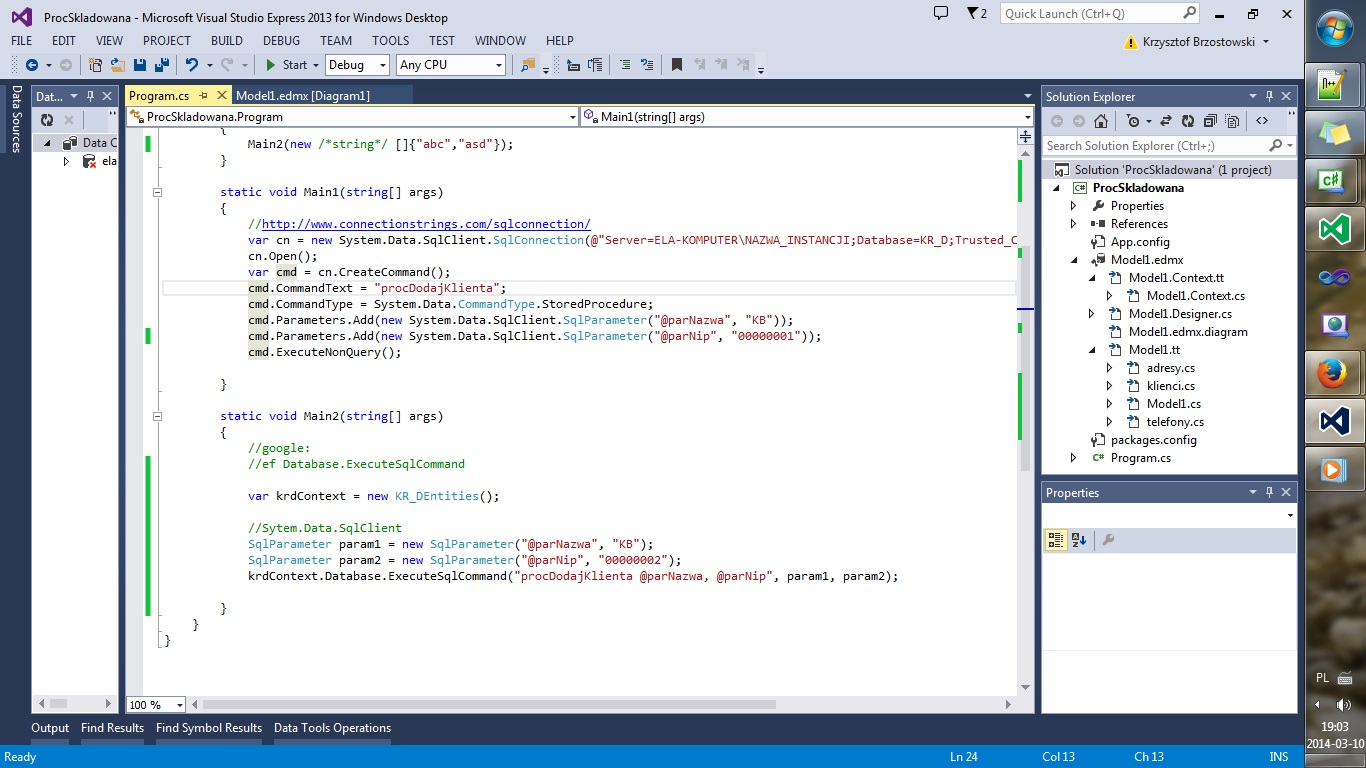 ProcSkladowana - Microsoft Visual Studio Express 2013 for Windows Desktop
2
Quick Launch (Ctrl+Q)
FILE EDIT VIEW PROJECT BUILD DEBUG TEAM TOOLS TEST WINDOW HELP
Krzysztof Brzostowski
Start
Debug
Any CPU
Data Sources
Dat...
Data C
ela
Program.cs
Model1.edmx [Diagram1]
ProcSkladowana.Program
Main1(string[] args)
{
Main2(new /*string*/ []{"abc","asd"});
}
static void Main1(string[] args)
{
//http://www.connectionstrings.com/sqlconnection/
var cn = new System.Data.SqlClient.SqlConnection(@"Server=ELA-KOMPUTER\NAZWA_INSTANCJI;Database=KR_D;Trusted_C
cn.Open();
var cmd = cn.CreateCommand();
cmd.CommandText = "procDodajKlienta";
cmd.CommandType = System.Data.CommandType.StoredProcedure;
cmd.Parameters.Add(new System.Data.SqlClient.SqlParameter("@parNazwa", "KB"));
cmd.Parameters.Add(new System.Data.SqlClient.SqlParameter("@parNip", "00000001"));
cmd.ExecuteNonQuery();
}
static void Main2(string[] args)
{
//google:
//ef Database.ExecuteSqlCommand
var krdContext = new KR_DEntities();
//Sytem.Data.SqlClient
SqlParameter param1 = new SqlParameter("@parNazwa", "KB");
SqlParameter param2 = new SqlParameter("@parNip", "00000002");
krdContext.Database.ExecuteSqlCommand("procDodajKlienta @parNazwa, @parNip", param1, param2);
}
}
}
100 %
Solution Explorer
Search Solution Explorer (Ctrl+;)
Solution 'ProcSkladowana' (1 project)
ProcSkladowana
Properties
References
App.config
Model1.edmx
Model1.Context.tt
Model1.Context.cs
Model1.Designer.cs
Model1.edmx.diagram
Model1.tt
adresy.cs
klienci.cs
Model1.cs
telefony.cs
packages.config
Program.cs
Properties
Output Find Results Find Symbol Results Data Tools Operations
Ready
Ln 24
Col 13
Ch 13
INS
PL
19:03
2014-03-10